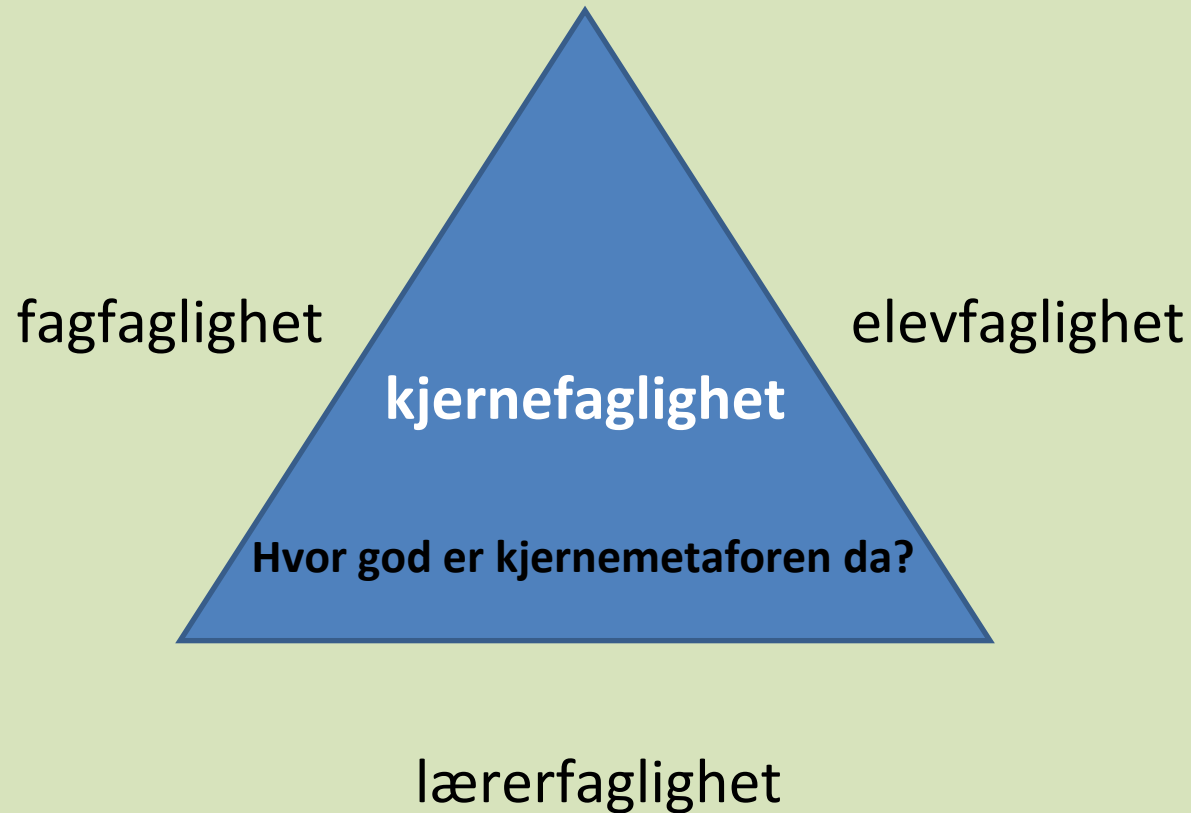 fagfaglighet
elevfaglighet
kjernefaglighet
Hvor god er kjernemetaforen da?
lærerfaglighet